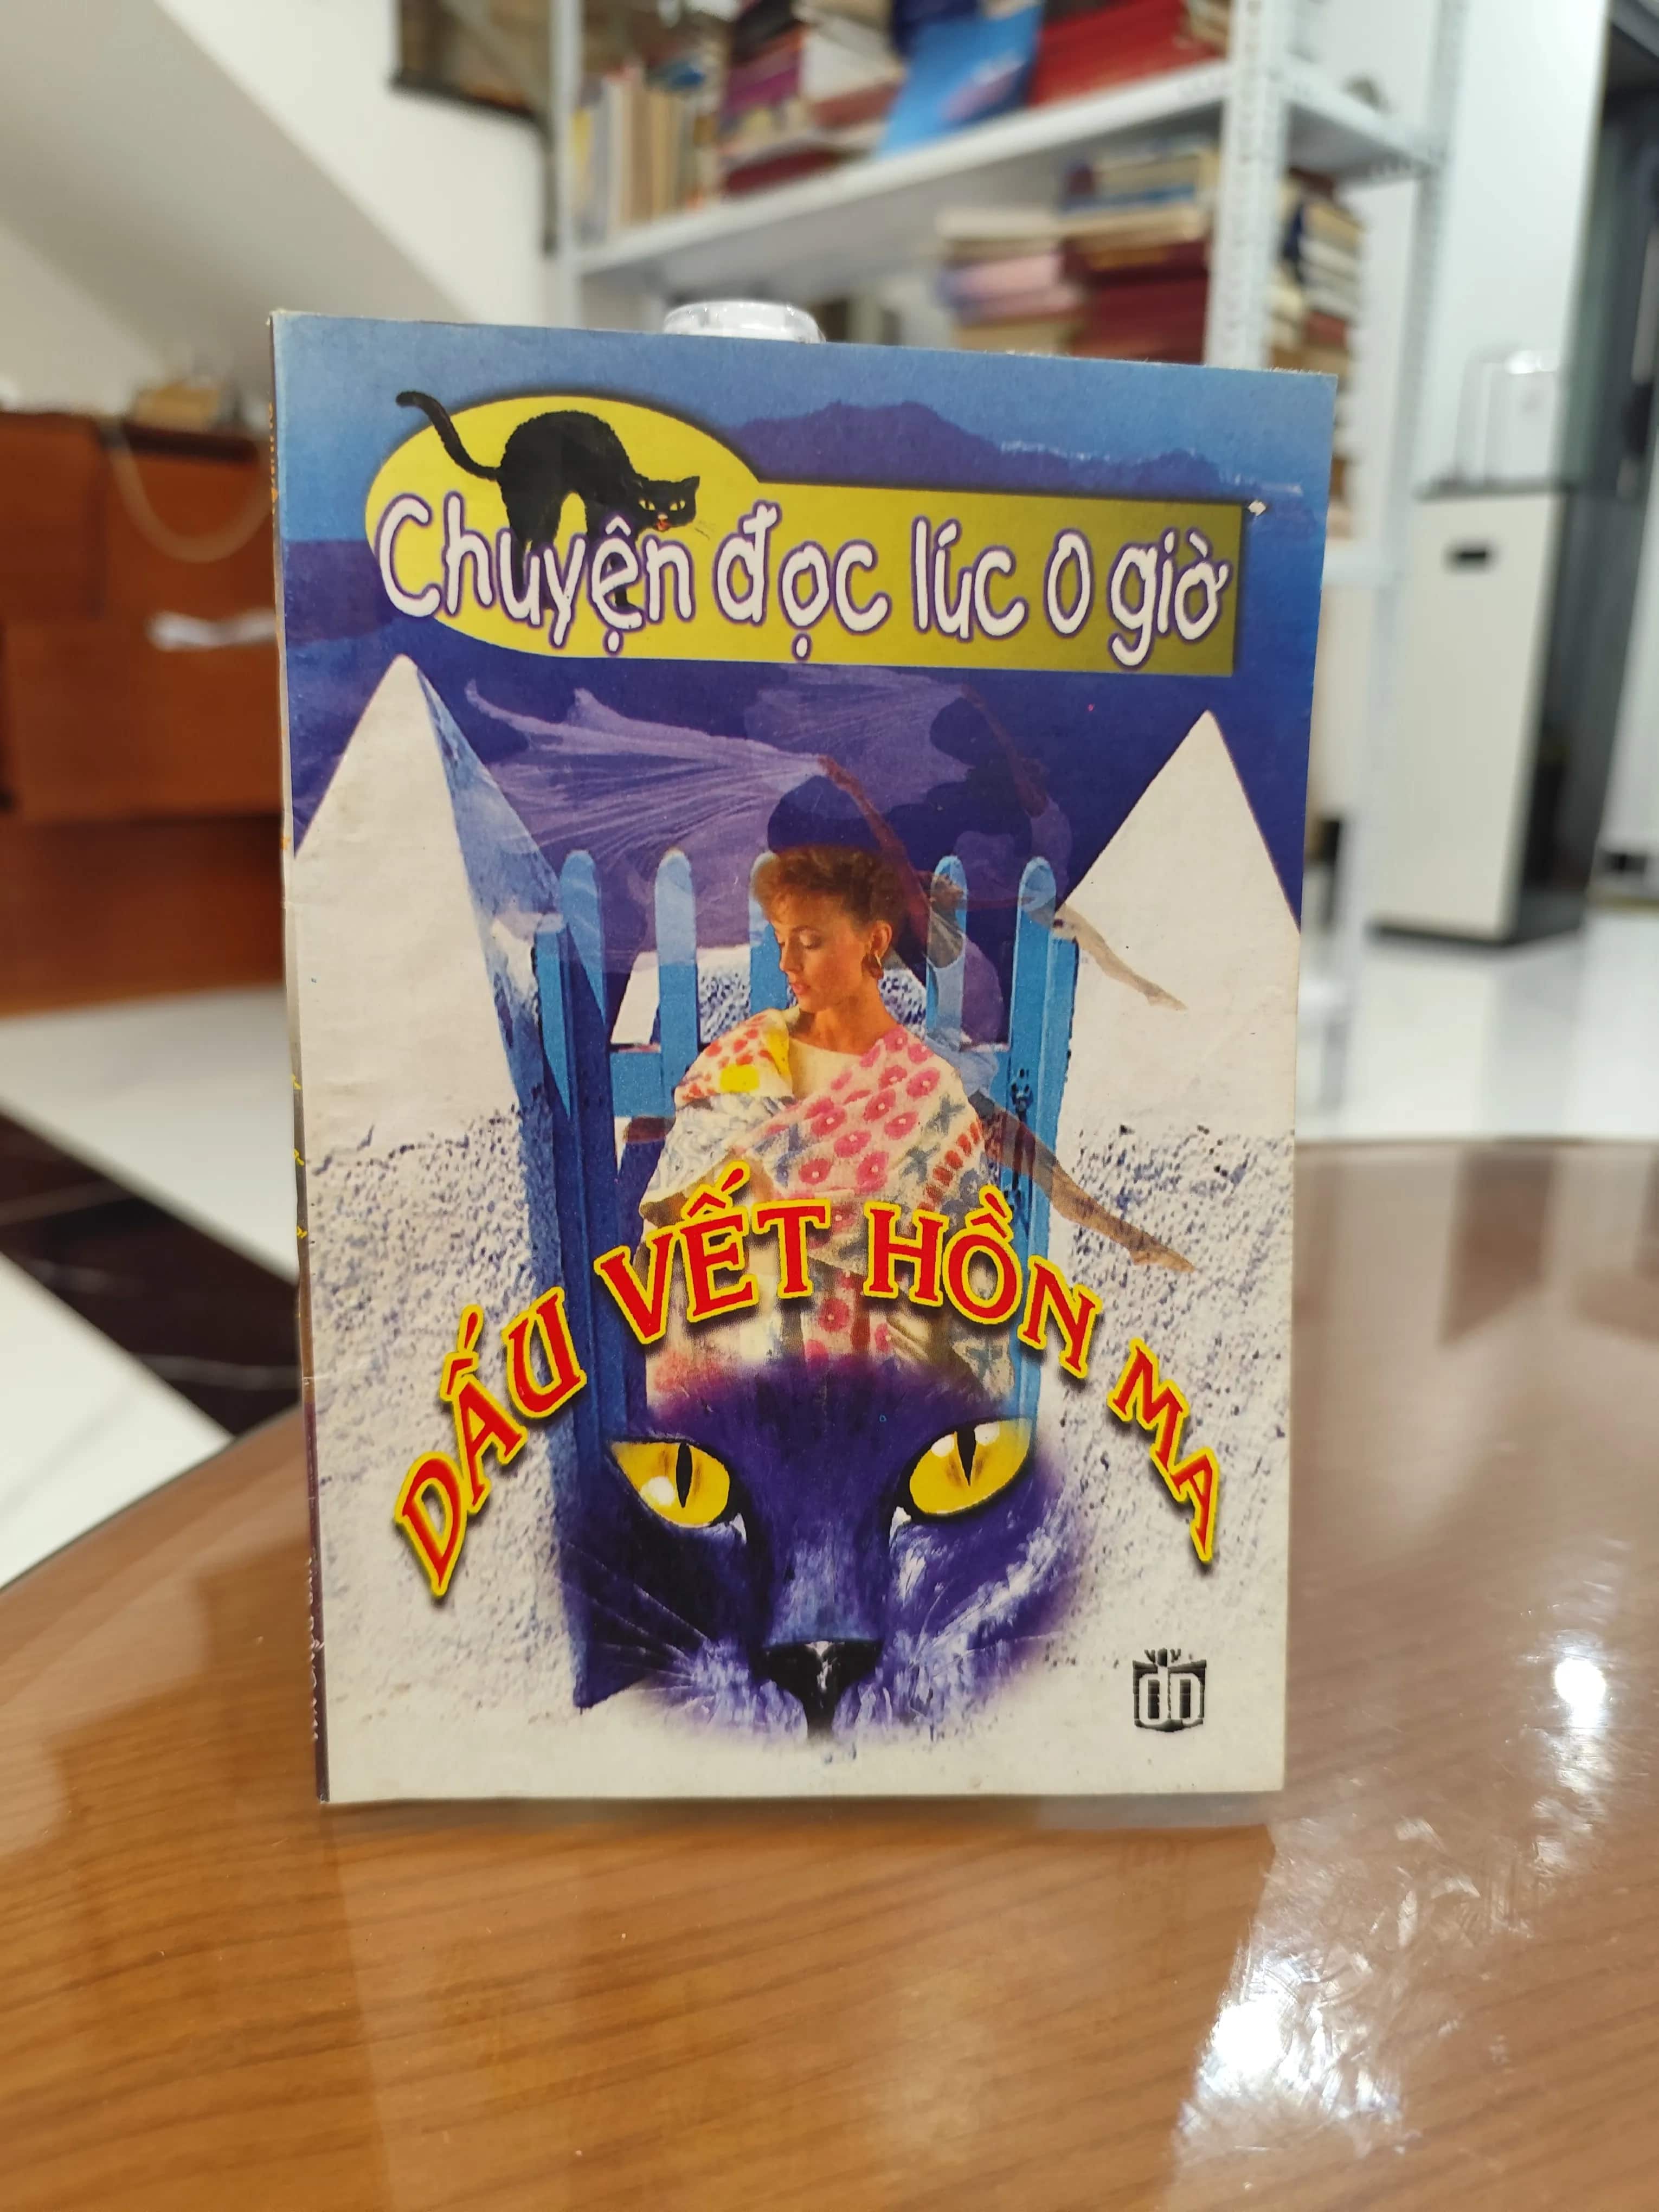 Chuyện đọc lúc 0 giờ
DẤU VẾT HỒN MA